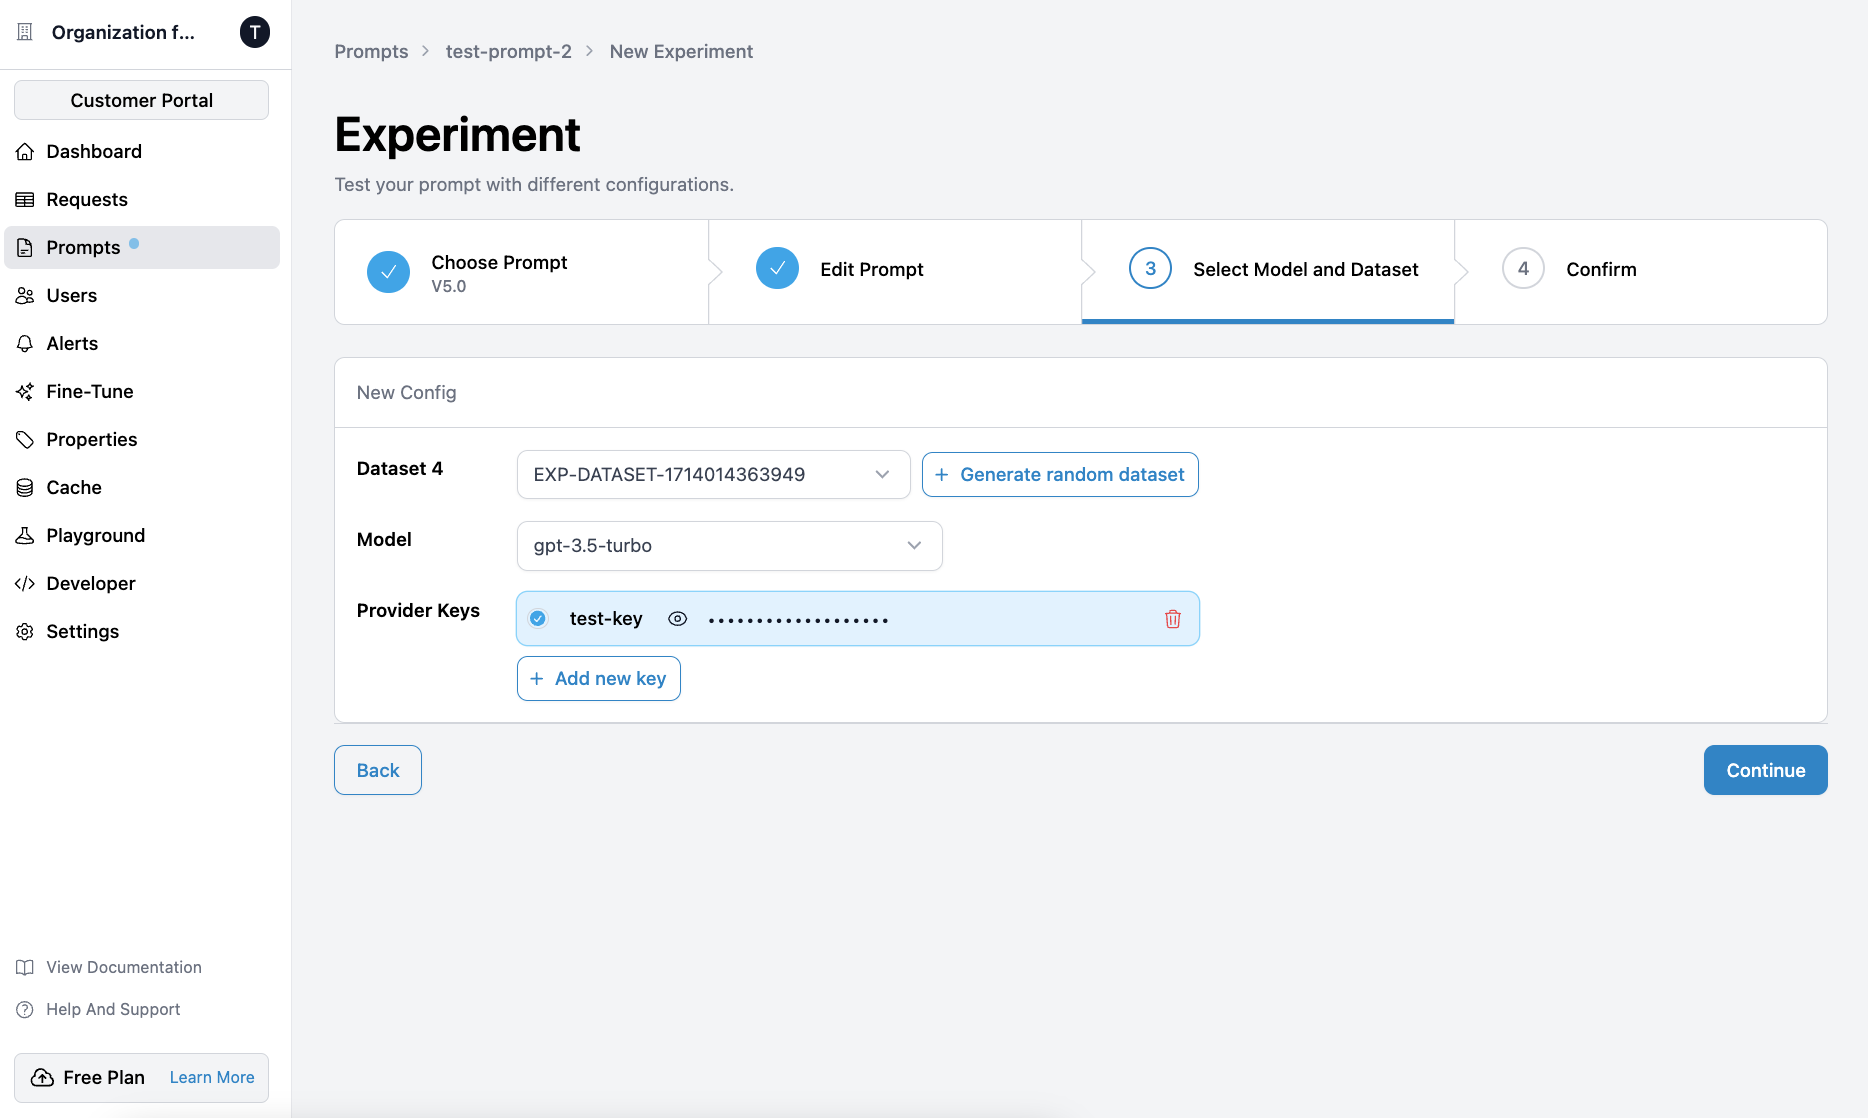 Organization f...
T
Customer Portal
Dashboard
Requests
Prompts
Users
Alerts
Fine-Tune
Properties
Cache
Playground
Developer
Settings
View Documentation
Help And Support
Free Plan
Learn More
Prompts > test-prompt-2 > New Experiment
Experiment
Test your prompt with different configurations.
Choose Prompt
V5.0
Edit Prompt
3 Select Model and Dataset
4 Confirm
New Config
Dataset 4
EXP-DATASET-1714014363949
+ Generate random dataset
Model
gpt-3.5-turbo
Provider Keys
test-key
+ Add new key
Back
Continue